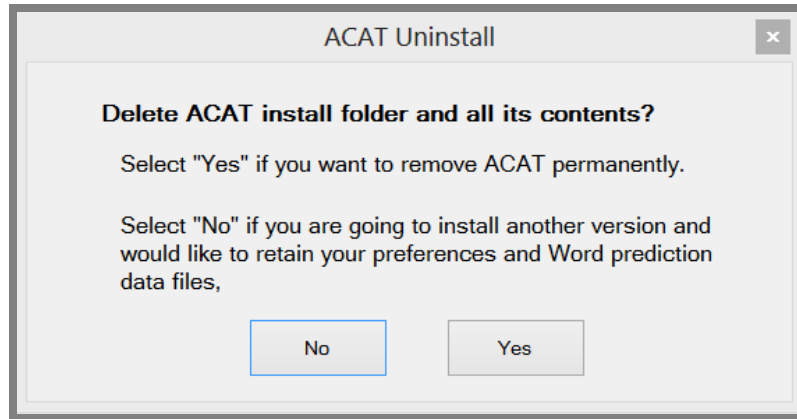 ACAT Uninstall
x
Delete ACAT install folder and all its contents?
Select "Yes" if you want to remove ACAT permanently.
Select "No" if you are going to install another version and
would like to retain your preferences and Word prediction
data files,
No
Yes